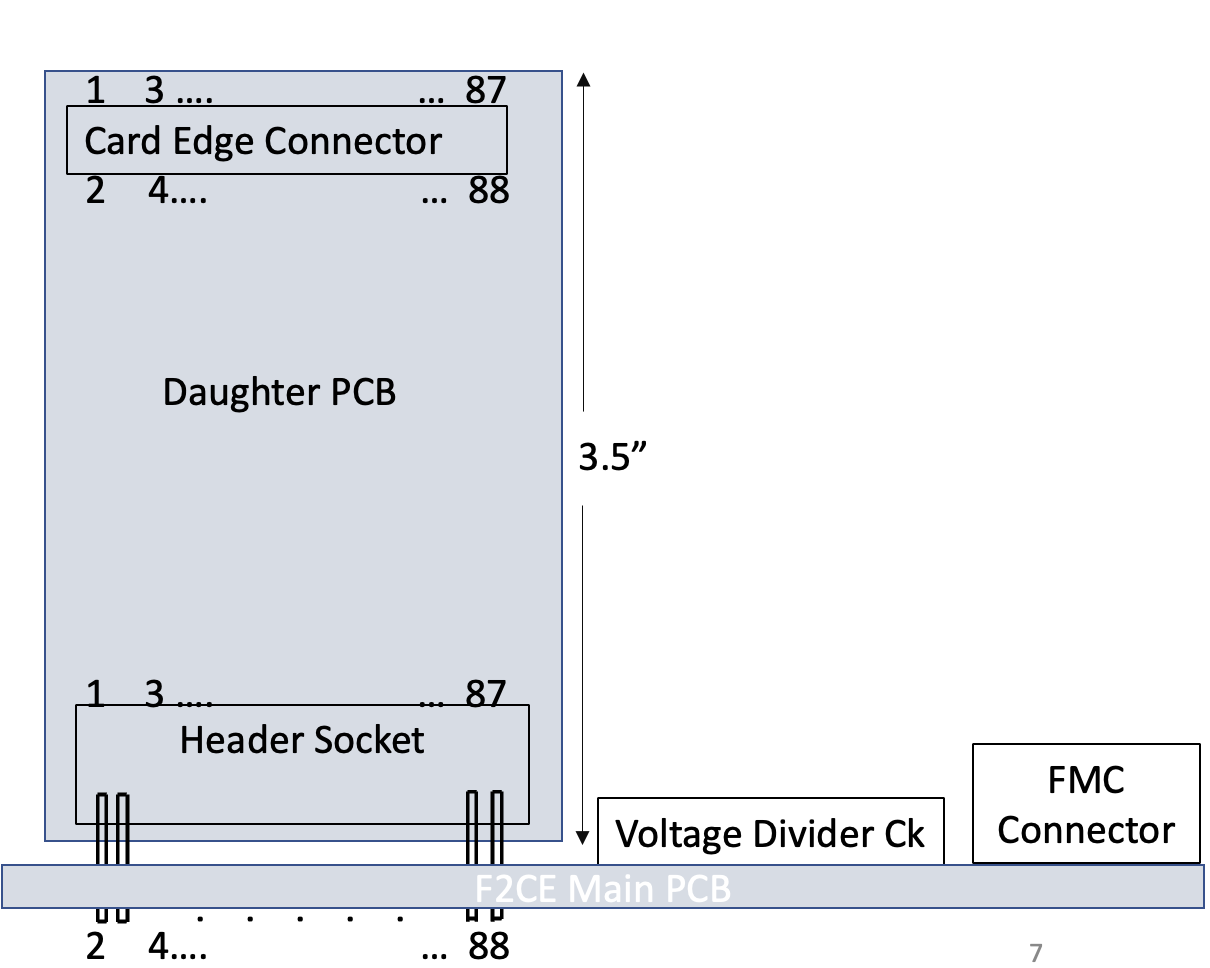 1 3 .... ... 87
Card Edge Connector
2 4.... ... 88
Daughter PCB
3.5”
1 3 .... ... 87
Header Socket
FMC
Connector
Voltage Divider Ck
F2CE Main PCB
. . . . .
2 4.... ... 88
7